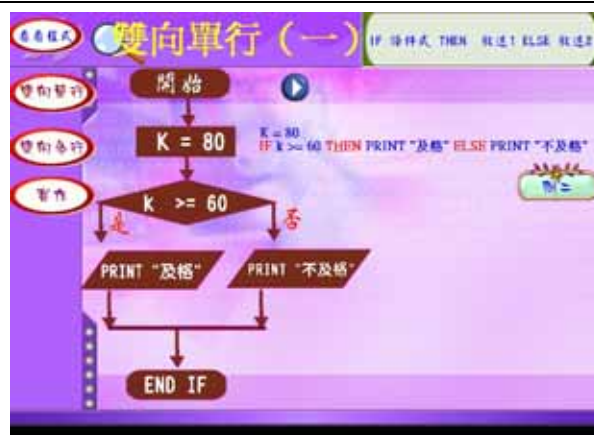 看看程式
雙向單行（一）
IF 條件式 THEN 敘述1 ELSE 敘述2
雙向單行
雙向多行
實作
開始
K = 80
K = 80
IF k >= 60 THEN PRINT "及格" ELSE PRINT "不及格"
例二
k >= 60
是
否
PRINT "及格"
PRINT "不及格"
END IF